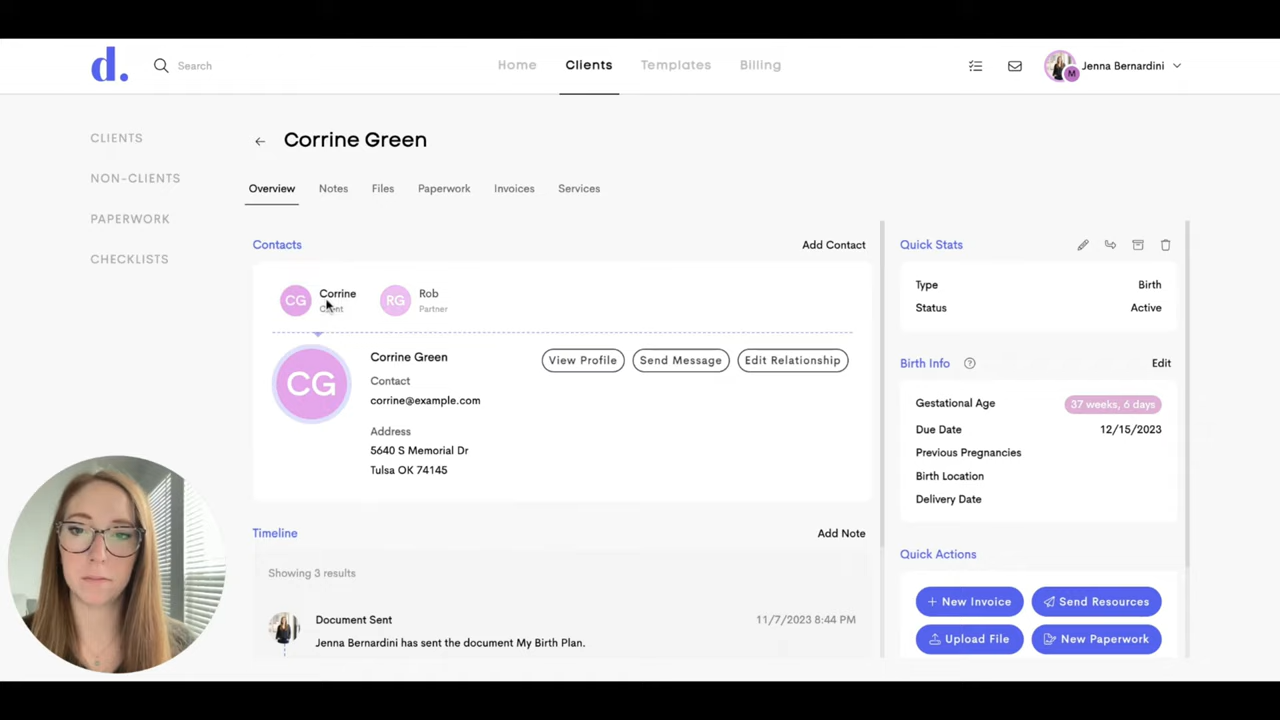 d.
Search
Home
Clients
Templates
Billing
M
Jenna Bernardini
CLIENTS
NON-CLIENTS
PAPERWORK
CHECKLISTS
Corrine Green
Overview
Notes
Files
Paperwork
Invoices
Services
Contacts
Add Contact
CG
Corrine
Client
RG
Rob
Partner
CG
Corrine Green
View Profile
Send Message
Edit Relationship
Contact
corrine@example.com
Address
5640 S Memorial Dr
Tulsa OK 74145
Timeline
Add Note
Showing 3 results
Document Sent
11/7/2023 8:44 PM
Jenna Bernardini has sent the document My Birth Plan.
Quick Stats
Type
Birth
Status
Active
Birth Info
?
Edit
Gestational Age
37 weeks, 6 days
Due Date
12/15/2023
Previous Pregnancies
Birth Location
Delivery Date
Quick Actions
+ New Invoice
Send Resources
Upload File
New Paperwork